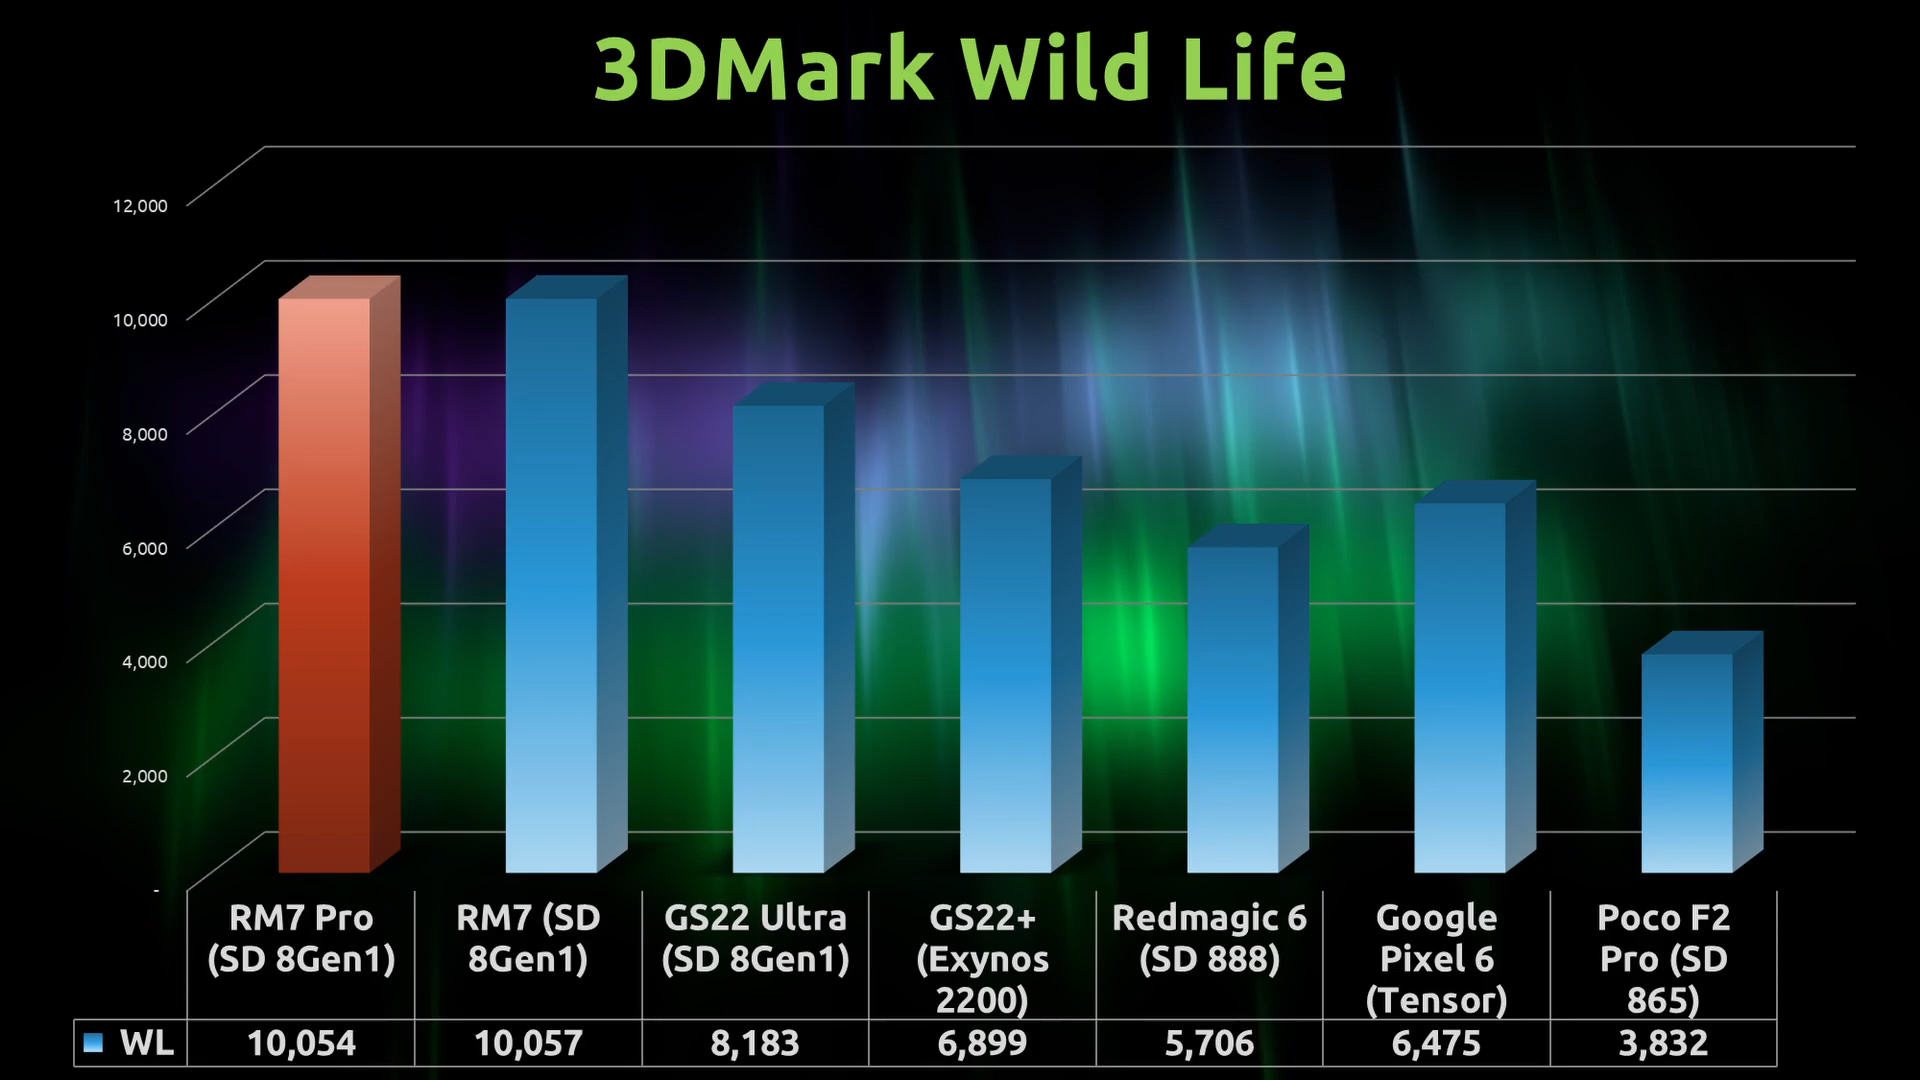 3DMark Wild Life
12,000
10,000
8,000
6,000
4,000
2,000
-
RM7 Pro
(SD 8Gen1)
RM7 (SD
8Gen1)
GS22 Ultra
(SD 8Gen1)
GS22+
(Exynos
2200)
Redmagic 6
(SD 888)
Google
Pixel 6
(Tensor)
Poco F2
Pro (SD
865)
WL 10,054 10,057 8,183 6,899 5,706 6,475 3,832